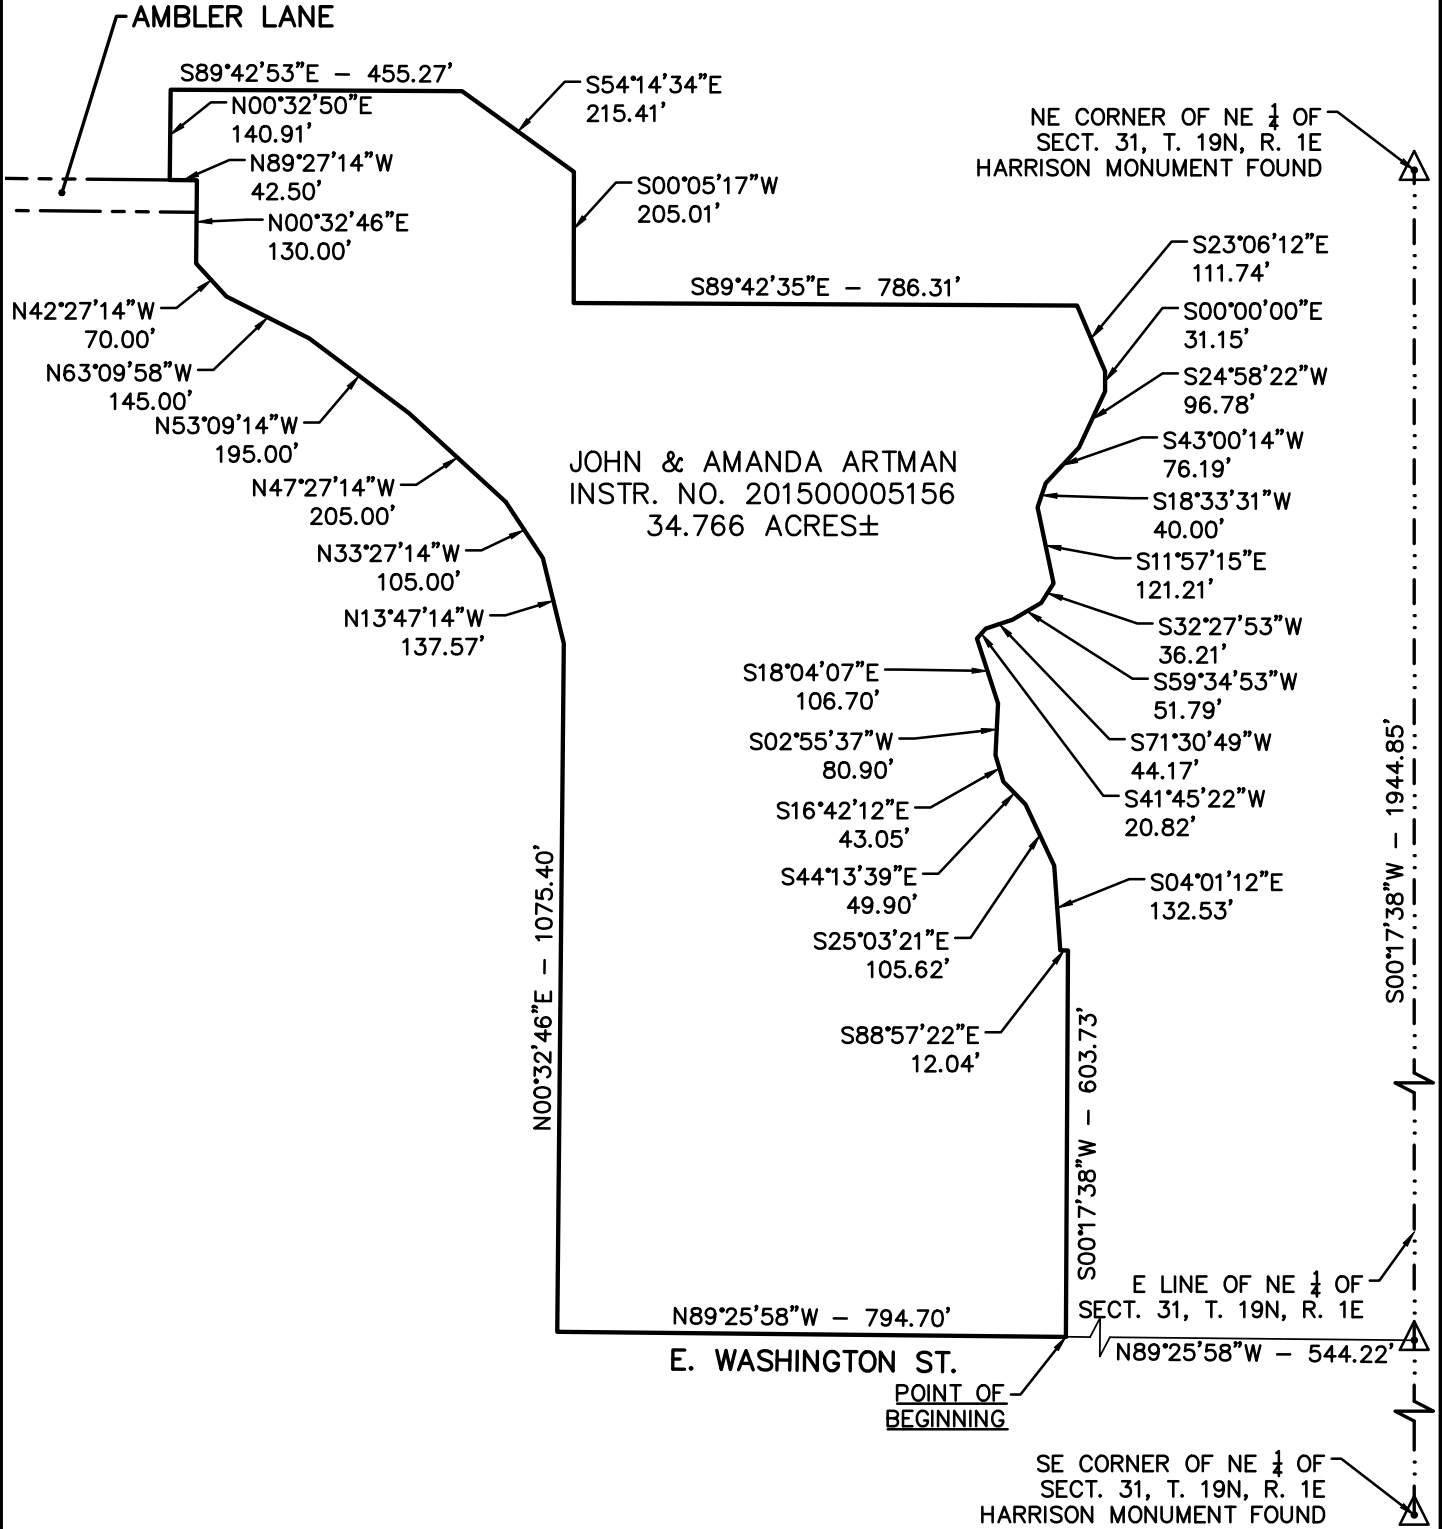 AMBLER LANE
S89°42'53"E - 455.27'
N00°32'50"E
140.91'
N89°27'14"W
42.50'
N00°32'46"E
130.00'
S54°14'34"E
215.41'
S00°05'17"W
205.01'
NE CORNER OF NE 1/4 OF
SECT. 31, T. 19N, R. 1E
HARRISON MONUMENT FOUND
S89°42'35"E - 786.31'
S23°06'12"E
111.74'
S00°00'00"E
31.15'
S24°58'22"W
96.78'
S43°00'14"W
76.19'
S18°33'31"W
40.00'
S11°57'15"E
121.21'
S32°27'53"W
36.21'
S59°34'53"W
51.79'
S71°30'49"W
44.17'
S41°45'22"W
20.82'
N42°27'14"W
70.00'
N63°09'58"W
145.00'
N53°09'14"W
195.00'
N47°27'14"W
205.00'
N33°27'14"W
105.00'
N13°47'14"W
137.57'
JOHN & AMANDA ARTMAN
INSTR. NO. 201500005156
34.766 ACRES±
S18°04'07"E
106.70'
S02°55'37"W
80.90'
S16°42'12"E
43.05'
S44°13'39"E
49.90'
S25°03'21"E
105.62'
S04°01'12"E
132.53'
S88°57'22"E
12.04'
N00°32'46"E - 1075.40'
S00°17'38"W - 603.73'
S00°17'38"W - 1944.85'
E LINE OF NE 1/4 OF
SECT. 31, T. 19N, R. 1E
N89°25'58"W - 794.70'
N89°25'58"W - 544.22'
E. WASHINGTON ST.
POINT OF
BEGINNING
SE CORNER OF NE 1/4 OF
SECT. 31, T. 19N, R. 1E
HARRISON MONUMENT FOUND